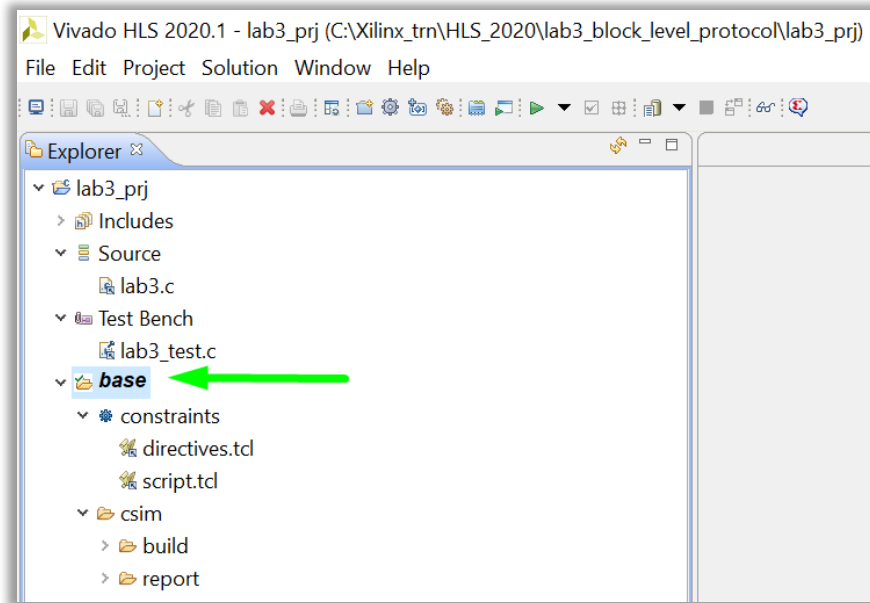 Vivado HLS 2020.1 - lab3_prj (C:\Xilinx_trn\HLS_2020\lab3_block_level_protocol\lab3_prj)
File Edit Project Solution Window Help
Explorer
lab3_prj
Includes
Source
lab3.c
Test Bench
lab3_test.c
base
constraints
directives.tcl
script.tcl
csim
build
report